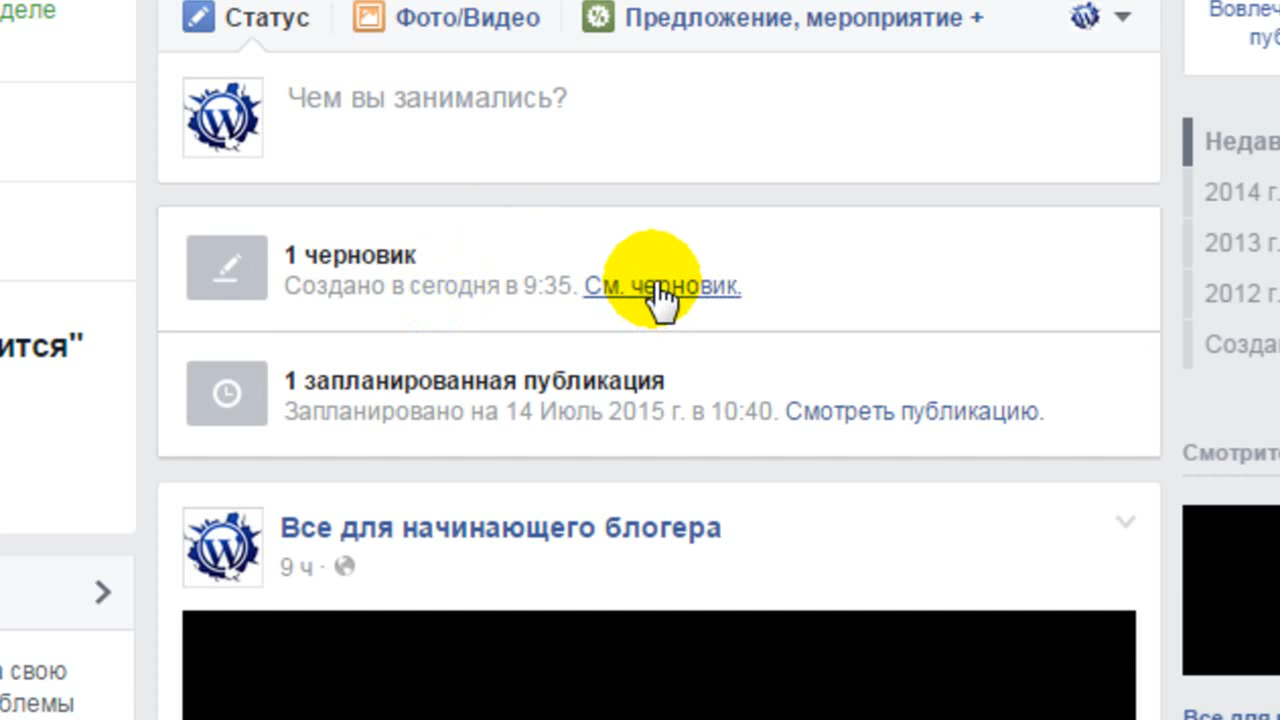 деле
Статус
Фото/Видео
Предложение, мероприятие +
Чем вы занимались?
1 черновик
Создано в сегодня в 9:35. См. черновик.
1 запланированная публикация
Запланировано на 14 Июль 2015 г. в 10:40. Смотреть публикацию.
ится"
Все для начинающего блогера
9 ч ·
свою
блемы
Вовлеч
пуб
Недав
2014 г.
2013 г.
2012 г.
Созда
Смотрит
Все для